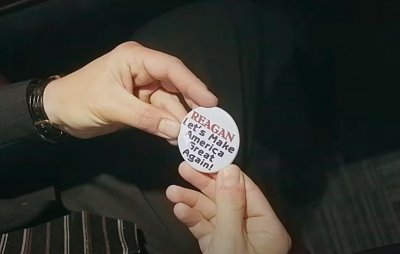 REAGAN
Let's Make
America
Great
Again!